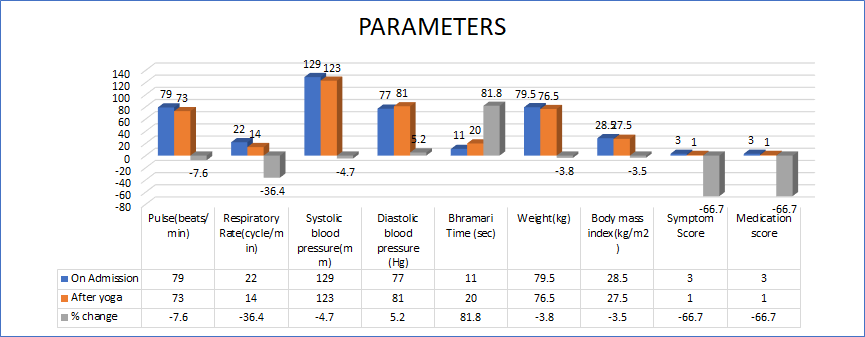 PARAMETERS
140
120
100
80
60
40
20
0
-20
-40
-60
-80
79 73 -7.6
22 14 -36.4
129 123 -4.7
77 81 5.2
11 20 81.8
79.5 76.5 -3.8
28.5 27.5 -3.5
3 1 -66.7
3 1 -66.7
Pulse(beats/
min)
Respiratory
Rate(cycle/m
in)
Systolic
blood
pressure(m
m)
Diastolic
blood
pressure
(Hg)
Bhramari
Time (sec)
Weight(kg)
Body mass
index(kg/m2
)
Symptom
Score
Medication
score
On Admission 79 22 129 77 11 79.5 28.5 3 3
After yoga 73 14 123 81 20 76.5 27.5 1 1
% change -7.6 -36.4 -4.7 5.2 81.8 -3.8 -3.5 -66.7 -66.7